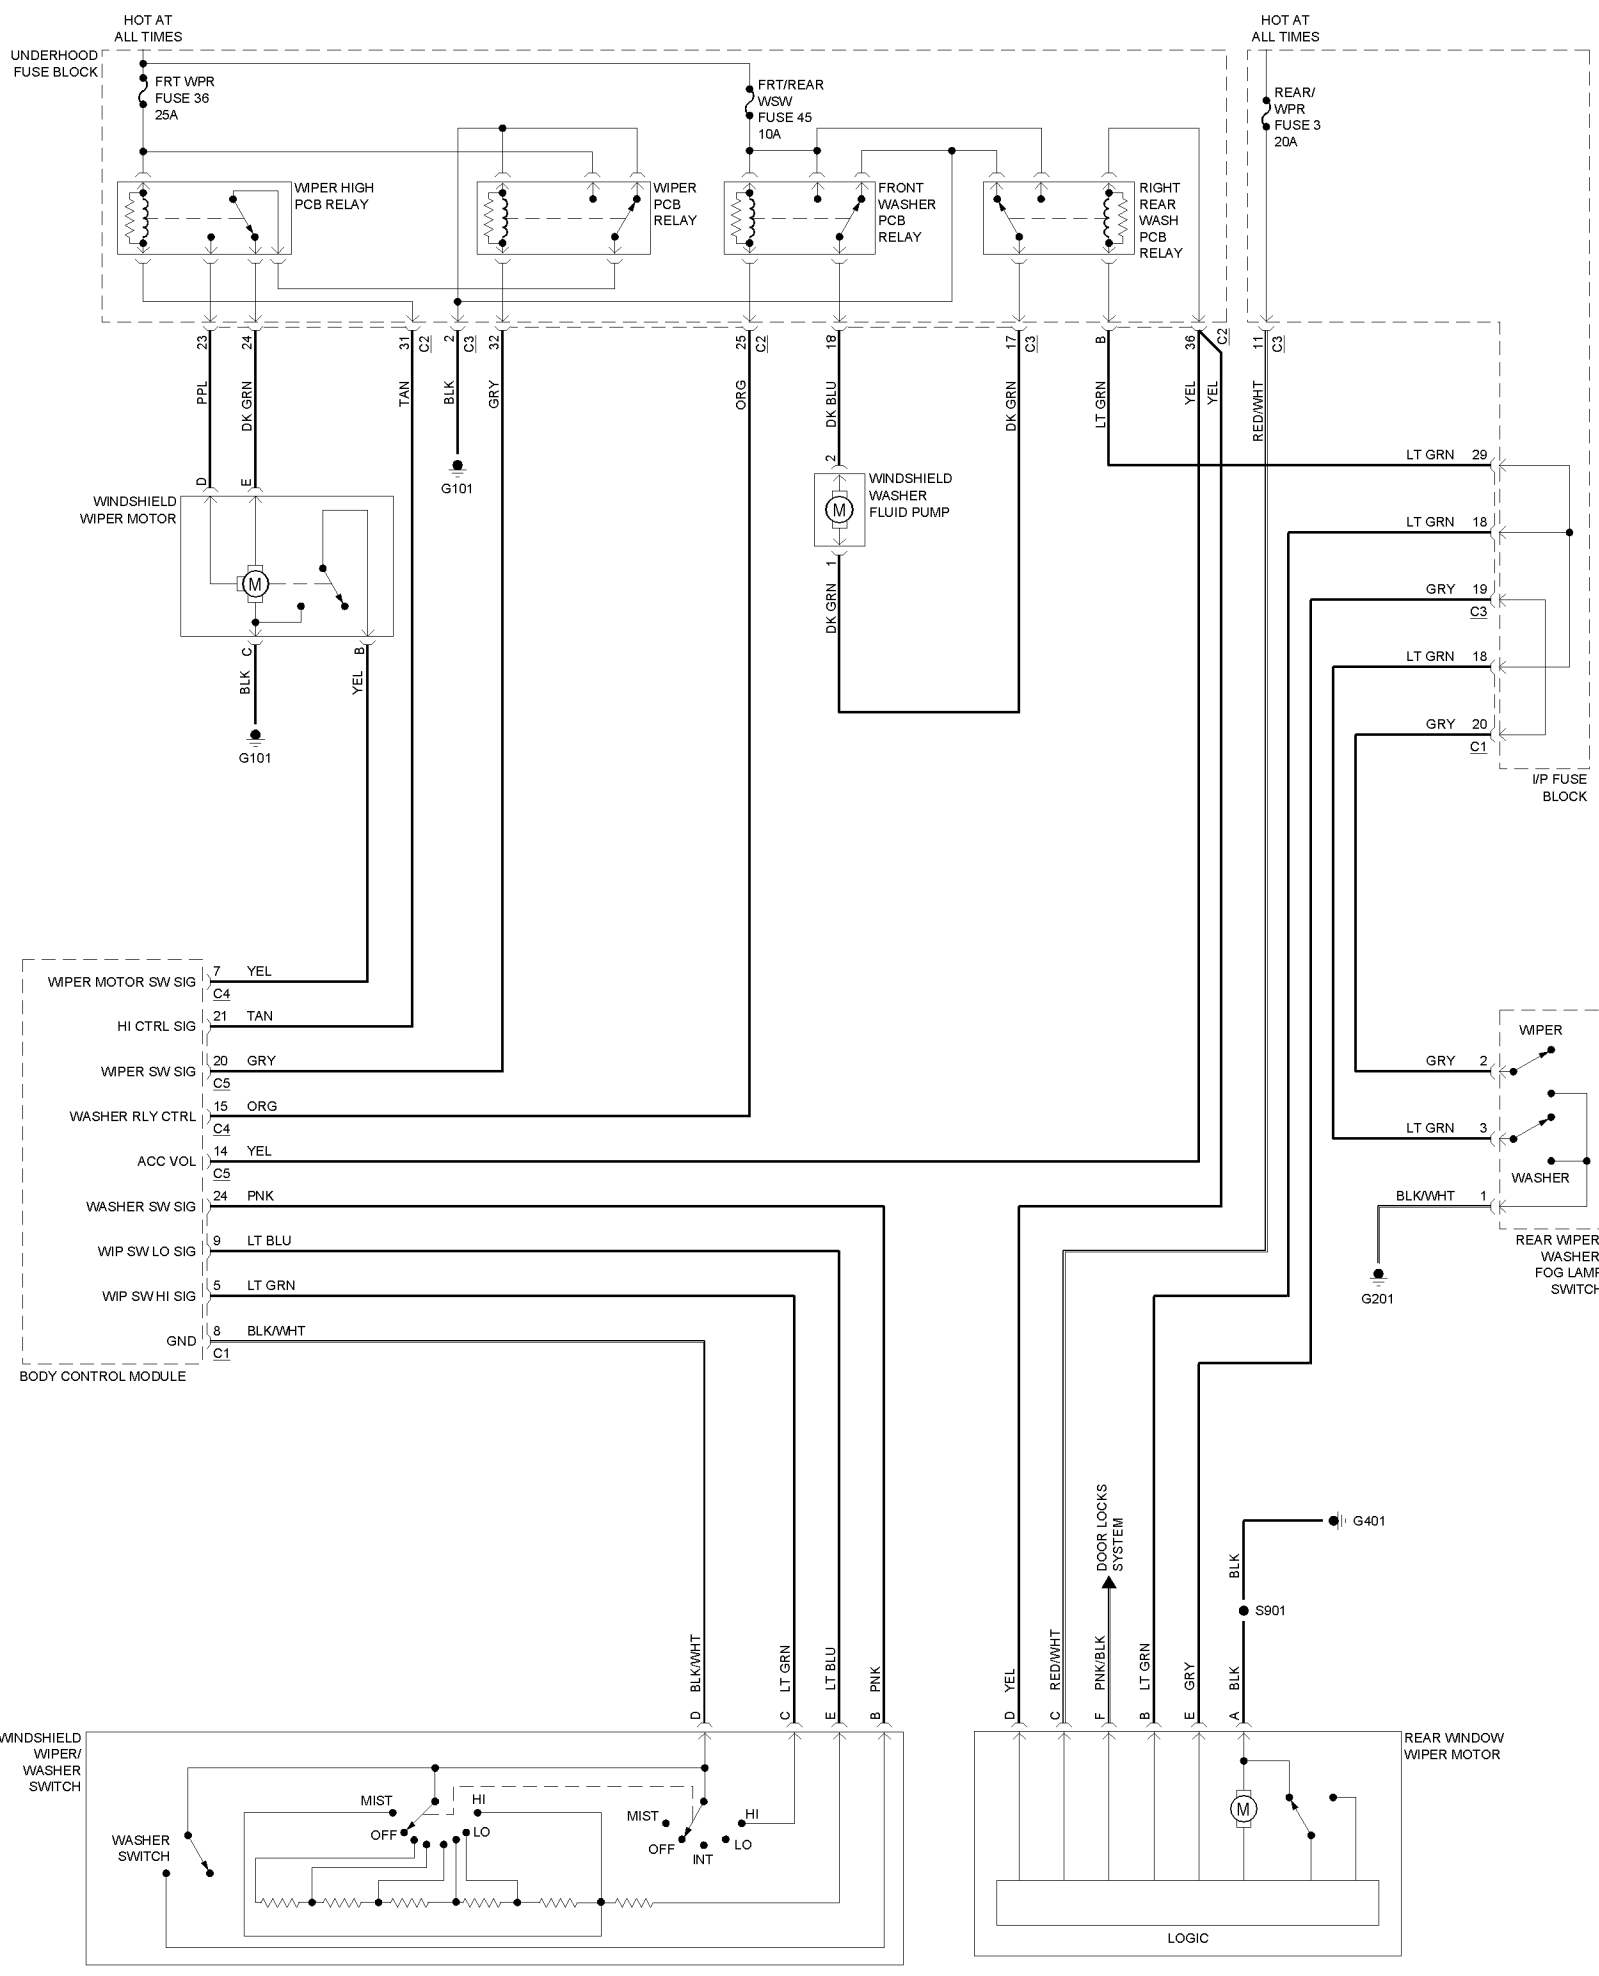 HOT AT
ALL TIMES
HOT AT
ALL TIMES
UNDERHOOD
FUSE BLOCK
FRT WPR
FUSE 36
25A
FRT/REAR
WSW
FUSE 45
10A
REAR/
WPR
FUSE 3
20A
WIPER HIGH
PCB RELAY
WIPER
PCB
RELAY
FRONT
WASHER
PCB
RELAY
RIGHT
REAR
WASH
PCB
RELAY
23
24
31
C2
2
C3
32
25
C2
18
17
C3
B
36
C2
11
C3
PPL
DK GRN
TAN
BLK
GRY
ORG
DK BLU
DK GRN
LT GRN
YEL
YEL
RED/WHT
D
E
G101
2
WINDSHIELD
WASHER
FLUID PUMP
M
1
DK GRN
WINDSHIELD
WIPER MOTOR
M
C
B
BLK
YEL
G101
LT GRN 29
LT GRN 18
GRY 19
C3
LT GRN 18
GRY 20
C1
I/P FUSE
BLOCK
WIPER MOTOR SW SIG 7 YEL
C4
HI CTRL SIG 21 TAN
WIPER SW SIG 20 GRY
C5
WASHER RLY CTRL 15 ORG
C4
ACC VOL 14 YEL
C5
WASHER SW SIG 24 PNK
WIP SW LO SIG 9 LT BLU
WIP SW HI SIG 5 LT GRN
GND 8 BLK/WHT
C1
BODY CONTROL MODULE
WIPER
GRY 2
LT GRN 3
WASHER
BLK/WHT 1
REAR WIPER
WASHER
FOG LAMP
SWITCH
G201
DOOR LOCKS
SYSTEM
G401
BLK
S901
BLK/WHT
LT GRN
LT BLU
PNK
YEL
RED/WHT
PNK/BLK
LT GRN
GRY
BLK
D
C
E
B
D
C
F
B
E
A
WINDSHIELD
WIPER/
WASHER
SWITCH
REAR WINDOW
WIPER MOTOR
MIST
HI
OFF
LO
MIST
HI
OFF
LO
INT
WASHER
SWITCH
M
LOGIC